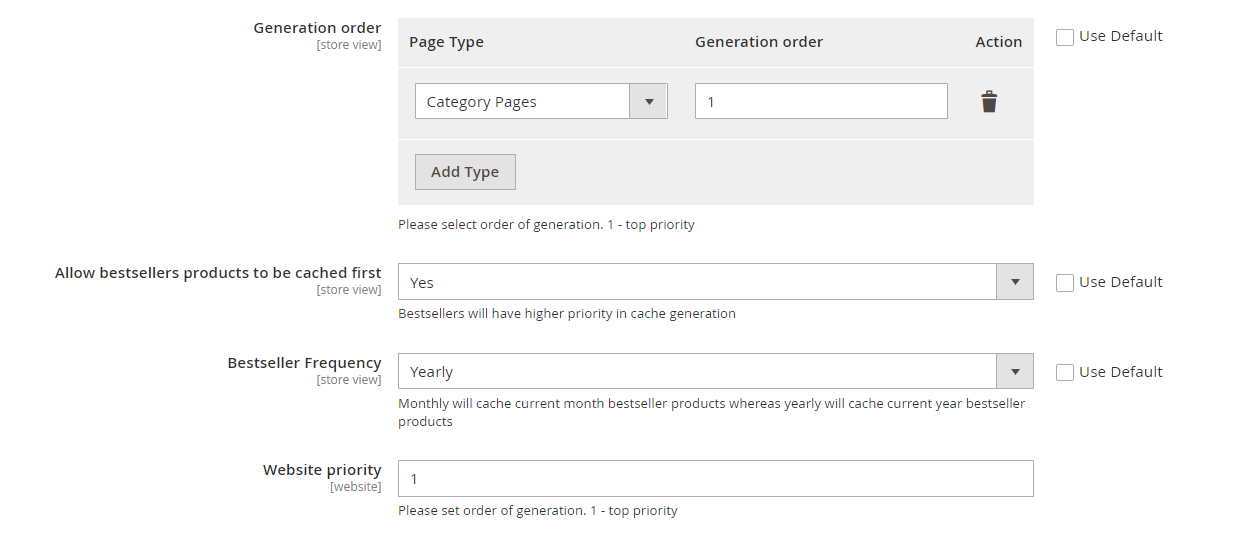 Generation order
[store view]
Page Type Generation order Action
Use Default
Category Pages 1
Add Type
Please select order of generation. 1 - top priority
Allow bestsellers products to be cached first
[store view]
Yes
Use Default
Bestsellers will have higher priority in cache generation
Bestseller Frequency
[store view]
Yearly
Use Default
Monthly will cache current month bestseller products whereas yearly will cache current year bestseller
products
Website priority
[website]
1
Please set order of generation. 1 - top priority